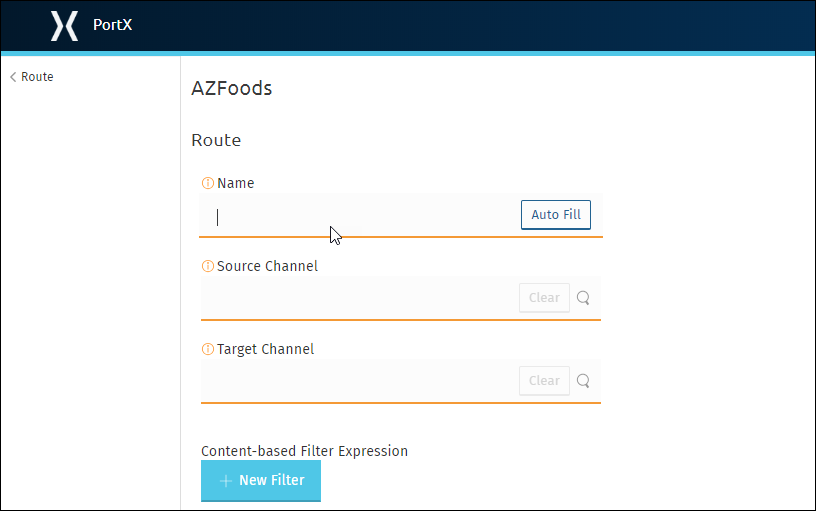 PortX
Route
AZFoods
Route
Name
Auto Fill
Source Channel
Clear
Target Channel
Clear
Content-based Filter Expression
New Filter